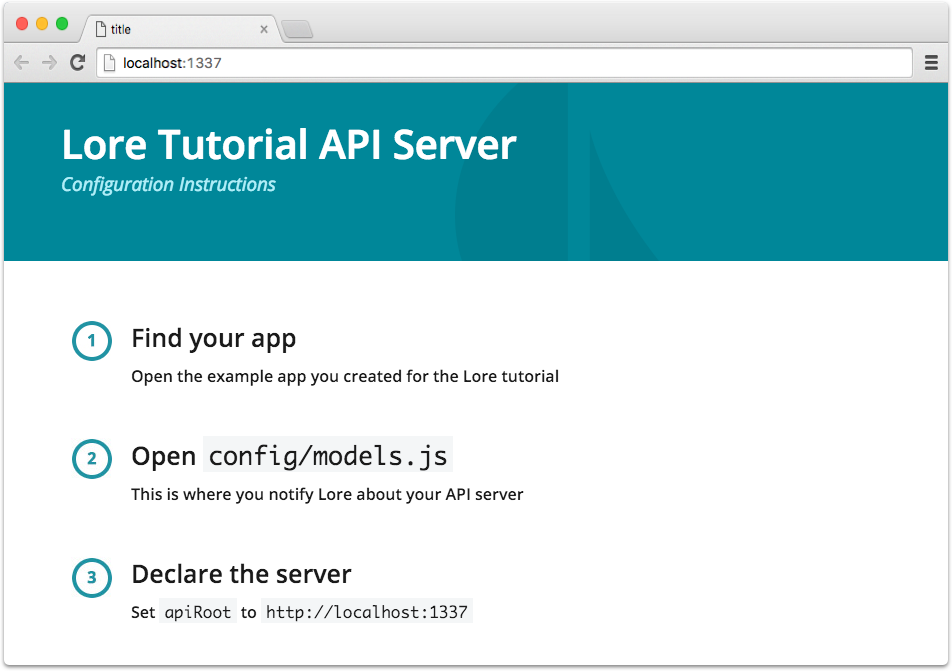 title
localhost:1337
Lore Tutorial API Server
Configuration Instructions
1
Find your app
Open the example app you created for the Lore tutorial
2
Open config/models.js
This is where you notify Lore about your API server
3
Declare the server
Set apiRoot to http://localhost:1337